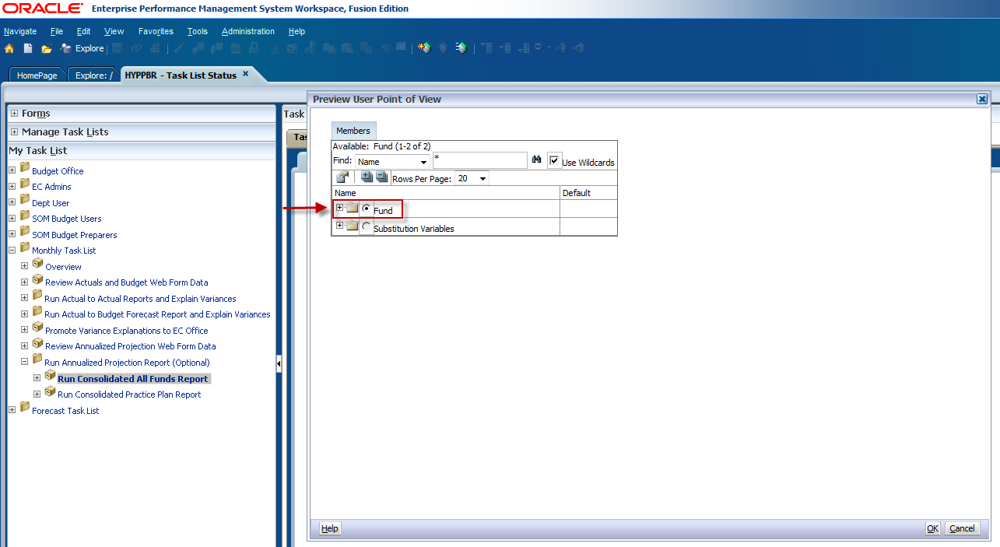 ORACLE® Enterprise Performance Management System Workspace, Fusion Edition
Navigate File Edit View Favorites Tools Administration Help
Explore
HomePage Explore: / HYPPBR - Task List Status
Forms
Manage Task Lists
My Task List
Budget Office
EC Admins
Dept User
SOM Budget Users
SOM Budget Preparers
Monthly Task List
Overview
Review Actuals and Budget Web Form Data
Run Actual to Actual Reports and Explain Variances
Run Actual to Budget Forecast Report and Explain Variances
Promote Variance Explanations to EC Office
Review Annualized Projection Web Form Data
Run Annualized Projection Report (Optional)
Run Consolidated All Funds Report
Run Consolidated Practice Plan Report
Forecast Task List
Task
Tas
Preview User Point of View
Members
Available: Fund (1-2 of 2)
Find: Name * Use Wildcards
Rows Per Page: 20
Name Default
Fund
Substitution Variables
Help OK Cancel